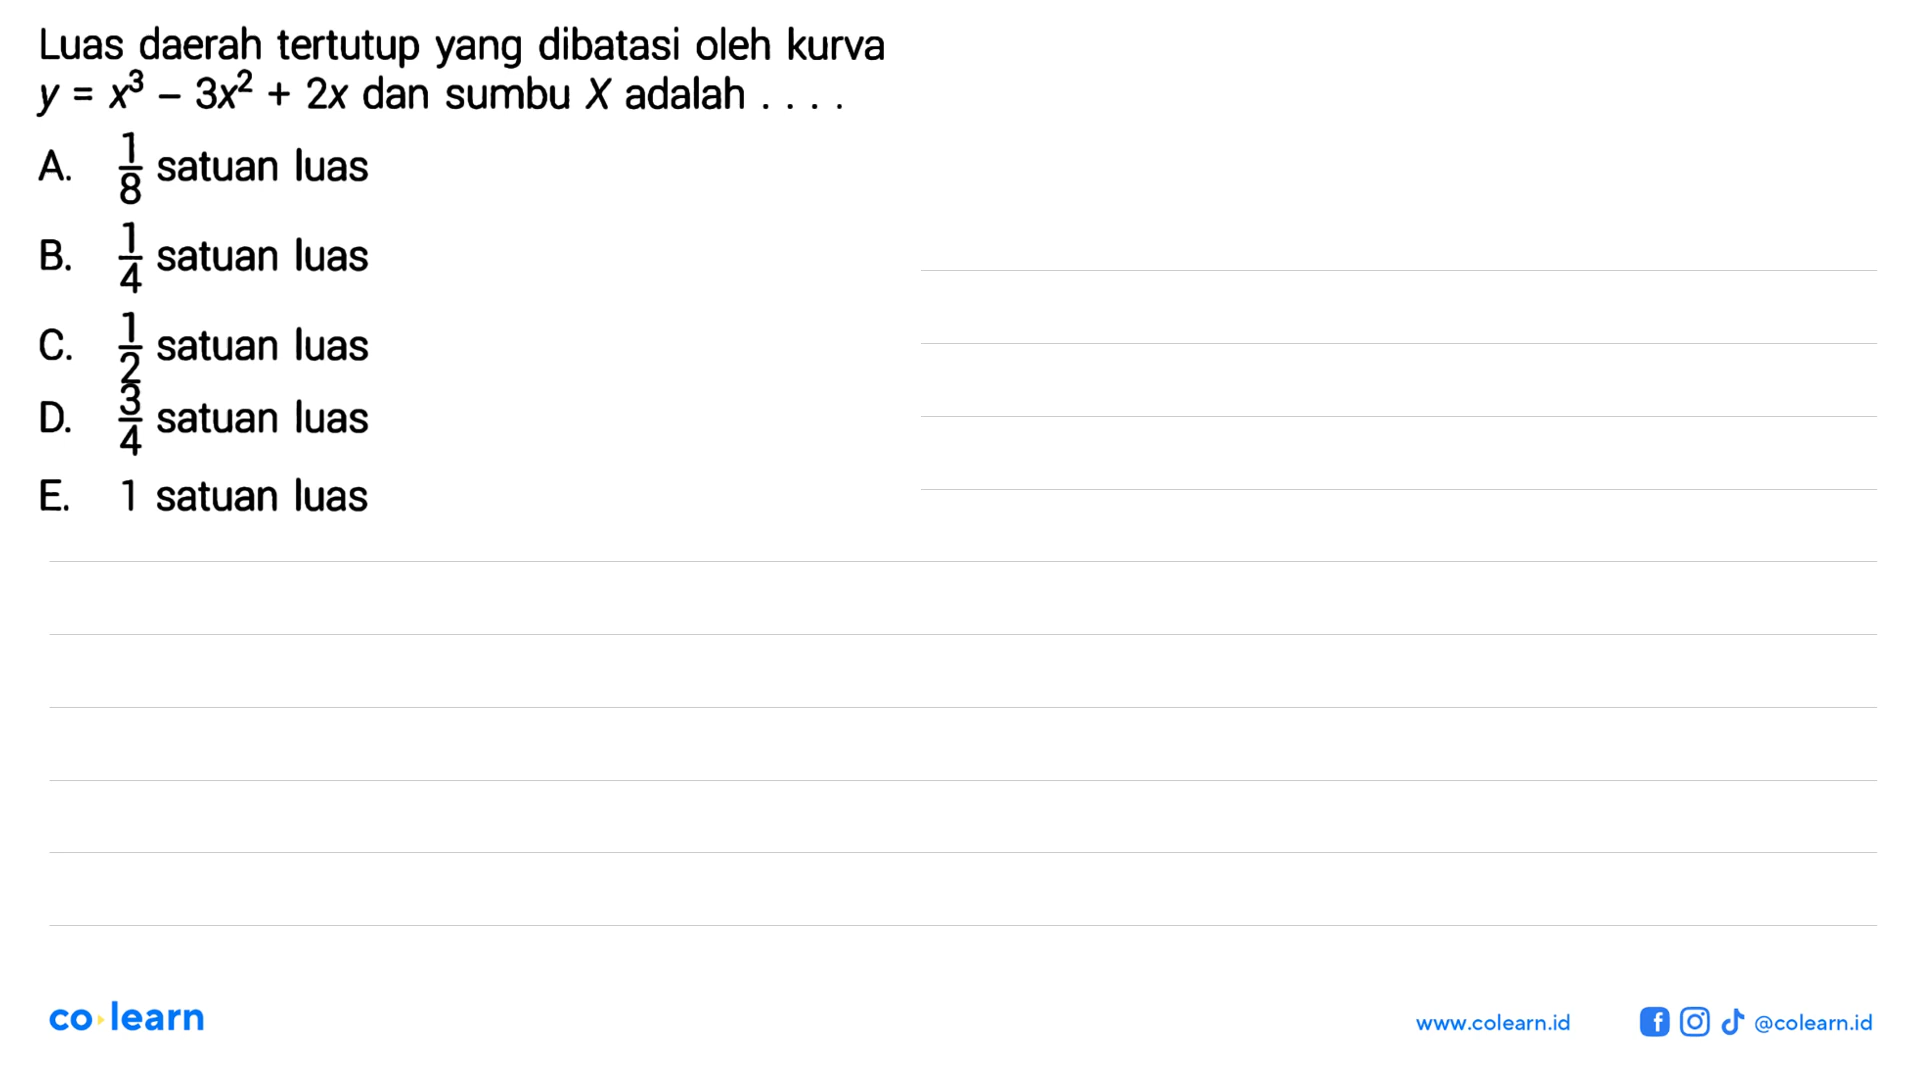 Luas daerah tertutup yang dibatasi oleh kurva
y = x³ – 3x² + 2x dan sumbu X adalah . . . .
A. 1/8 satuan luas
B. 1/4 satuan luas
C. 1/2 satuan luas
D. 3/4 satuan luas
E. 1 satuan luas
co learn
www.colearn.id
@colearn.id